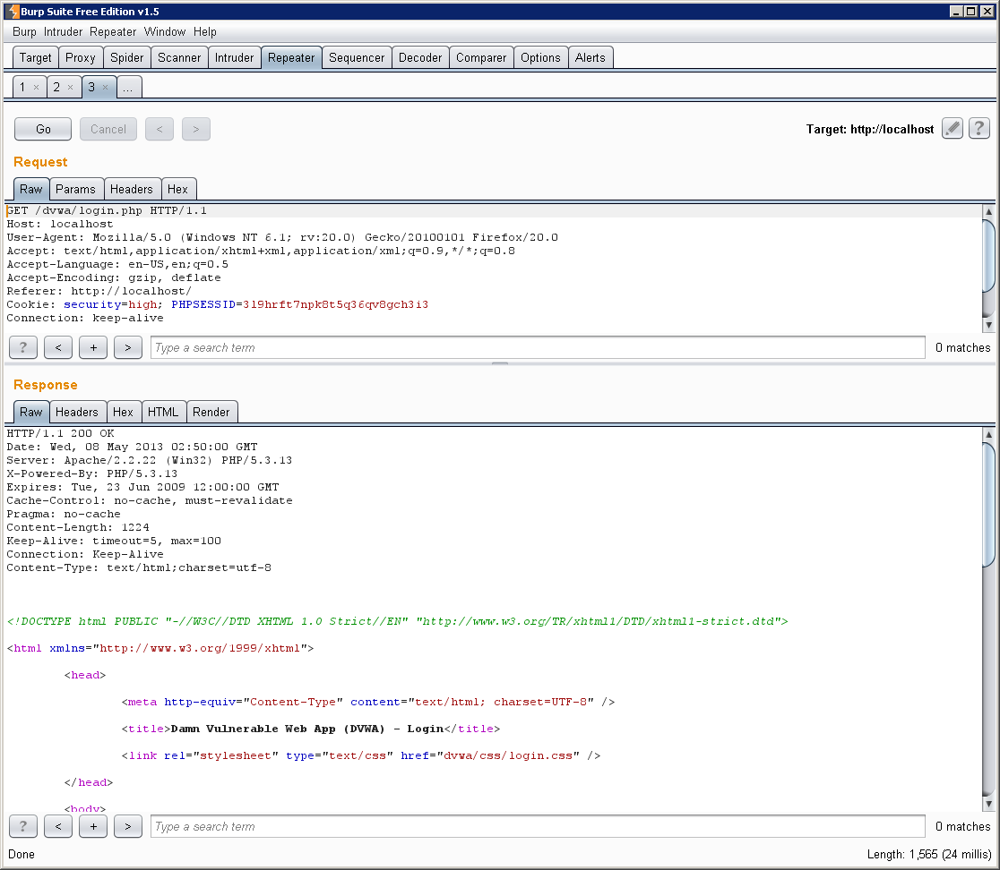 Burp Suite Free Edition v1.5
Burp Intruder Repeater Window Help
Target Proxy Spider Scanner Intruder Repeater Sequencer Decoder Comparer Options Alerts
1 × 2 × 3 × ...
Go Cancel < > Target: http://localhost ?
Request
Raw Params Headers Hex
GET /dvwa/login.php HTTP/1.1
Host: localhost
User-Agent: Mozilla/5.0 (Windows NT 6.1; rv:20.0) Gecko/20100101 Firefox/20.0
Accept: text/html,application/xhtml+xml,application/xml;q=0.9,*/*;q=0.8
Accept-Language: en-US,en;q=0.5
Accept-Encoding: gzip, deflate
Referer: http://localhost/
Cookie: security=high; PHPSESSID=3l9hrft7npk8t5q36qv8gch3i3
Connection: keep-alive
? < + > Type a search term 0 matches
Response
Raw Headers Hex HTML Render
HTTP/1.1 200 OK
Date: Wed, 08 May 2013 02:50:00 GMT
Server: Apache/2.2.22 (Win32) PHP/5.3.13
X-Powered-By: PHP/5.3.13
Expires: Tue, 23 Jun 2009 12:00:00 GMT
Cache-Control: no-cache, must-revalidate
Pragma: no-cache
Content-Length: 1224
Keep-Alive: timeout=5, max=100
Connection: Keep-Alive
Content-Type: text/html;charset=utf-8
<!DOCTYPE html PUBLIC "-//W3C//DTD XHTML 1.0 Strict//EN" "http://www.w3.org/TR/xhtml1/DTD/xhtml1-strict.dtd">
<html xmlns="http://www.w3.org/1999/xhtml">
<head>
<meta http-equiv="Content-Type" content="text/html; charset=UTF-8" />
<title>Damn Vulnerable Web App (DVWA) - Login</title>
<link rel="stylesheet" type="text/css" href="dvwa/css/login.css" />
</head>
<body>
? < + > Type a search term 0 matches
Done Length: 1,565 (24 millis)